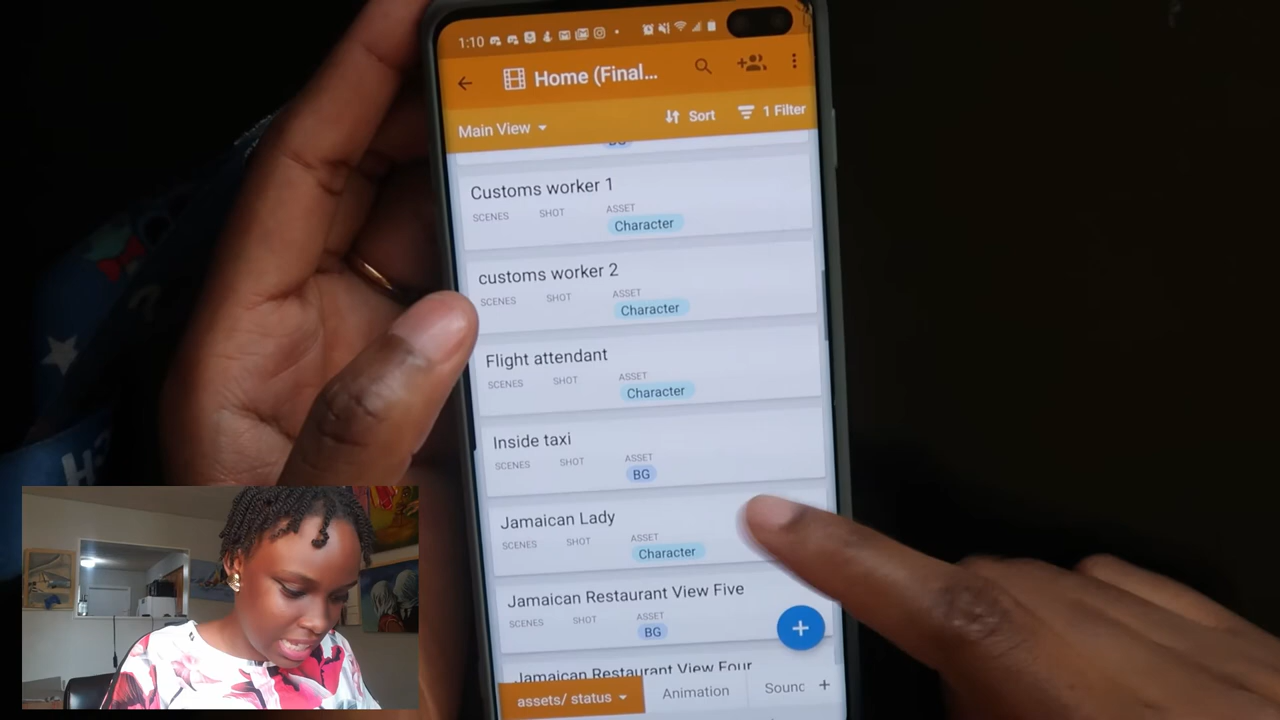 1:10
Home (Final...
Main View
Sort
1 Filter
BG
Customs worker 1
SCENES SHOT ASSET
Character
customs worker 2
SCENES SHOT ASSET
Character
Flight attendant
SCENES SHOT ASSET
Character
Inside taxi
SCENES SHOT ASSET
BG
Jamaican Lady
SCENES SHOT ASSET
Character
Jamaican Restaurant View Five
SCENES SHOT ASSET
BG
Jamaican Restaurant View Four
assets/ status
Animation
Sound